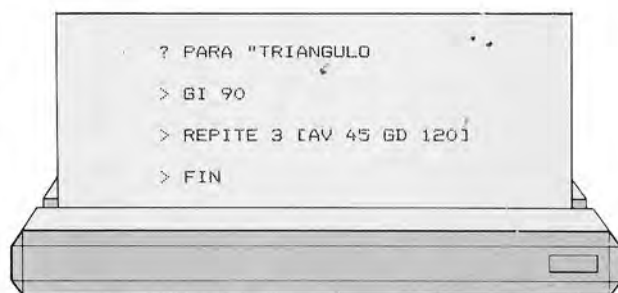 ? PARA "TRIANGULO
> GI 90
> REPITE 3 [AV 45 GD 120]
> FIN